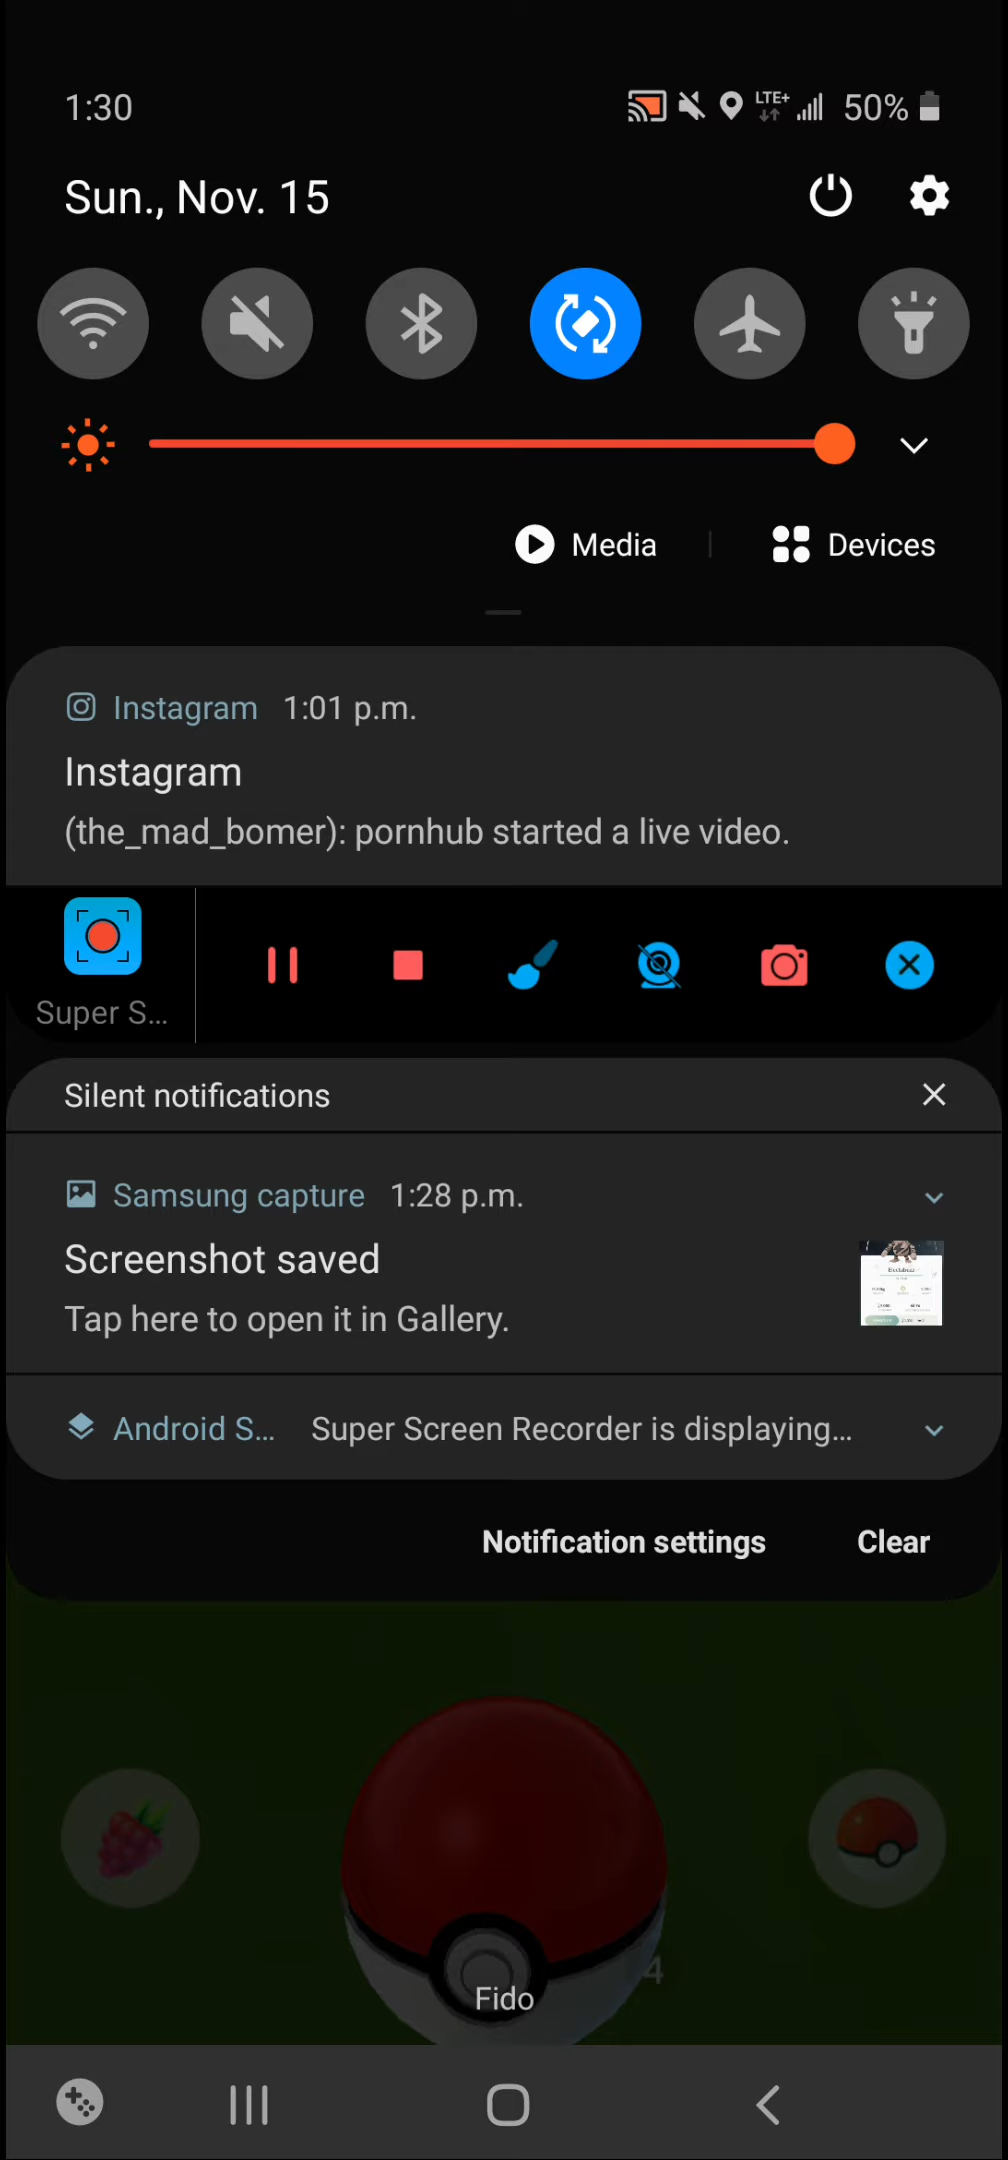 1:30
LTE+
50%
Sun., Nov. 15
Media
Devices
Instagram 1:01 p.m.
Instagram
(the_mad_bomer): pornhub started a live video.
Super S...
Silent notifications
Samsung capture 1:28 p.m.
Screenshot saved
Tap here to open it in Gallery.
Android S... Super Screen Recorder is displaying...
Notification settings
Clear
4
Fido